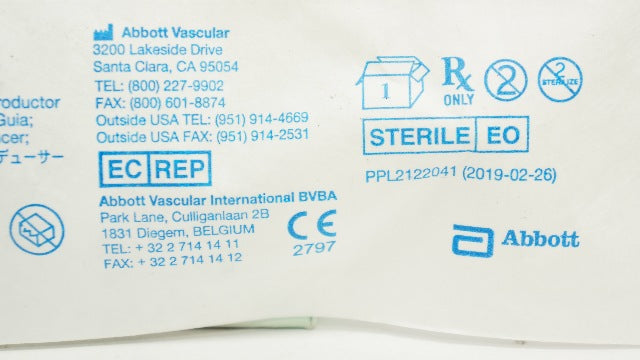 Abbott Vascular
3200 Lakeside Drive
Santa Clara, CA 95054
TEL: (800) 227-9902
FAX: (800) 601-8874
Outside USA TEL: (951) 914-4669
Outside USA FAX: (951) 914-2531
roductor
Guia;
cer;
デューサー
EC REP
Abbott Vascular International BVBA
Park Lane, Culliganlaan 2B
1831 Diegem, BELGIUM
TEL: + 32 2 714 14 11
FAX: + 32 2 714 14 12
CE
2797
1
Rx
ONLY
2
2
STERILIZE
STERILE EO
PPL2122041 (2019-02-26)
Abbott